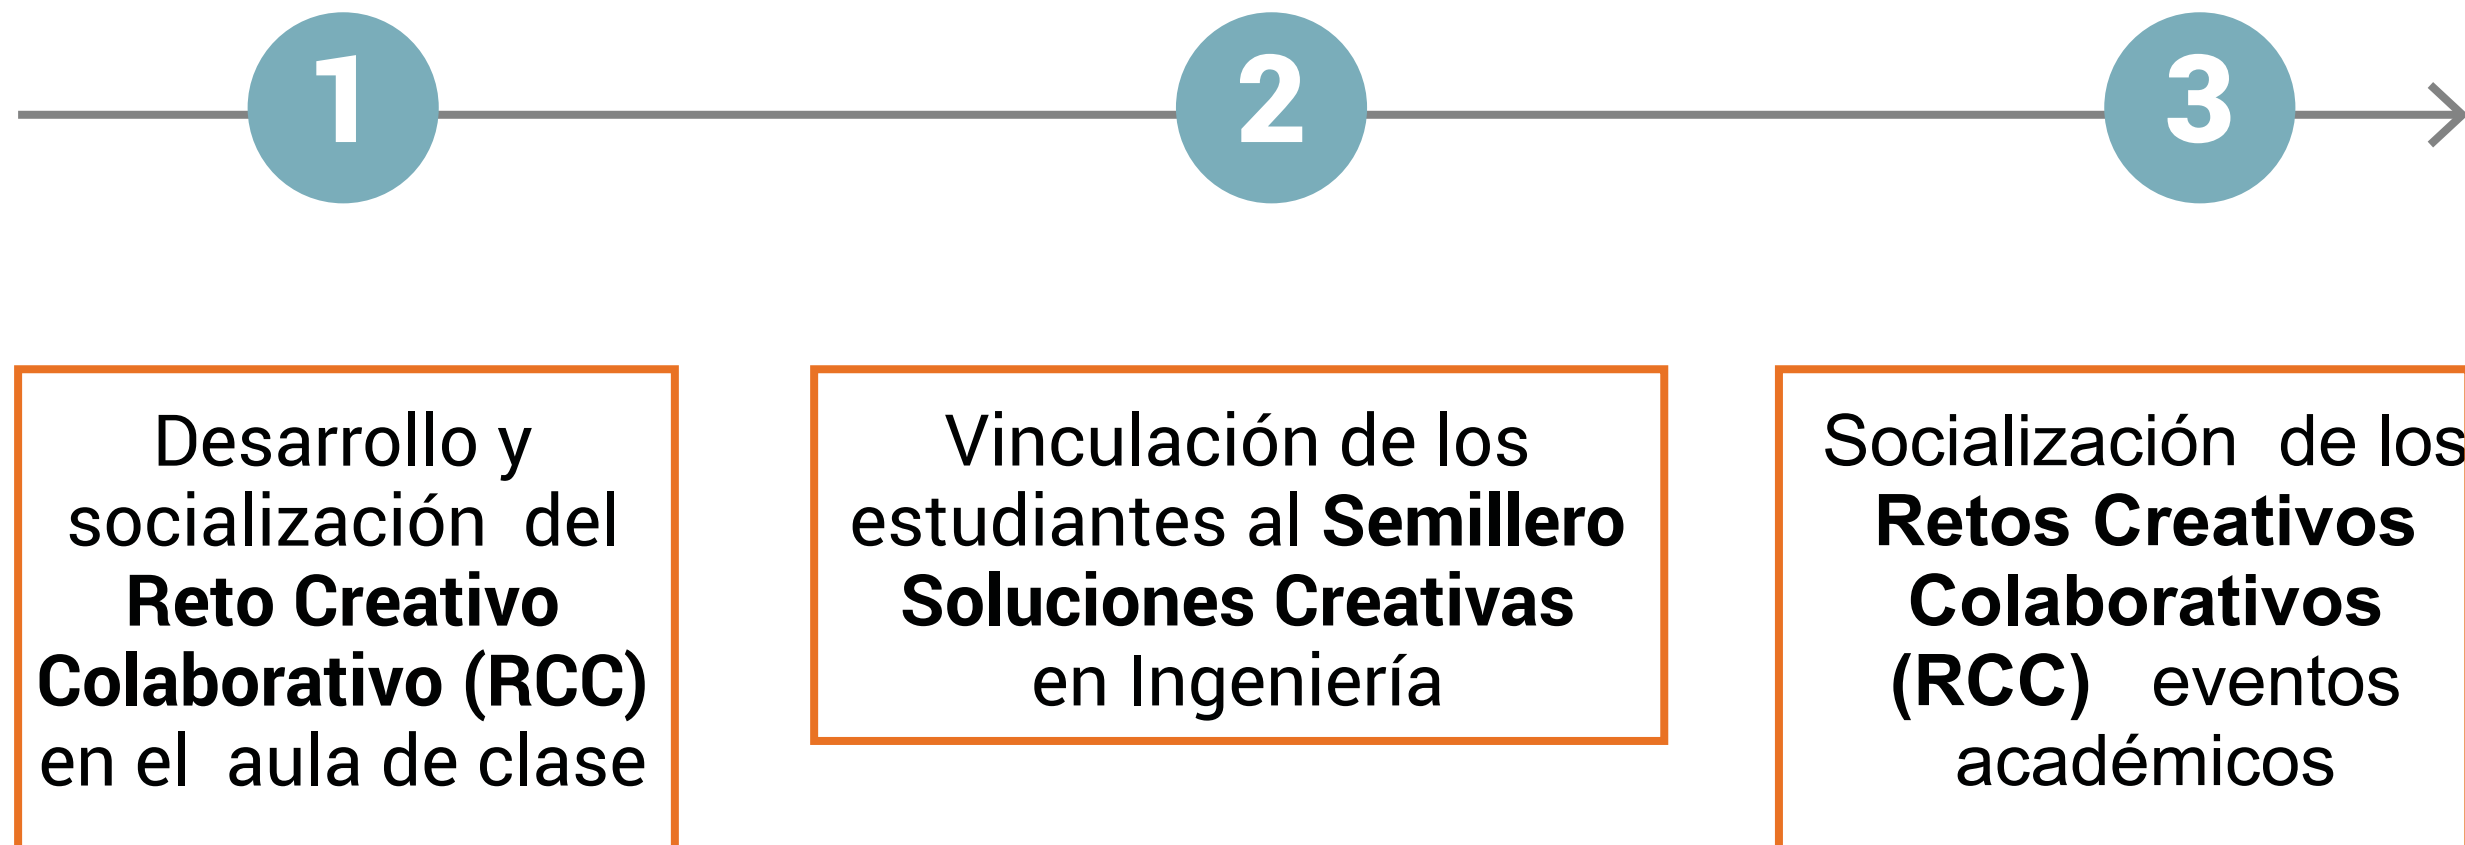 1
2
3
Desarrollo y
socialización  del
Reto Creativo
Colaborativo (RCC)
en el  aula de clase
Vinculación de los
estudiantes al Semillero
Soluciones Creativas
en Ingeniería
Socialización  de los
Retos Creativos
Colaborativos
(RCC)   eventos
académicos